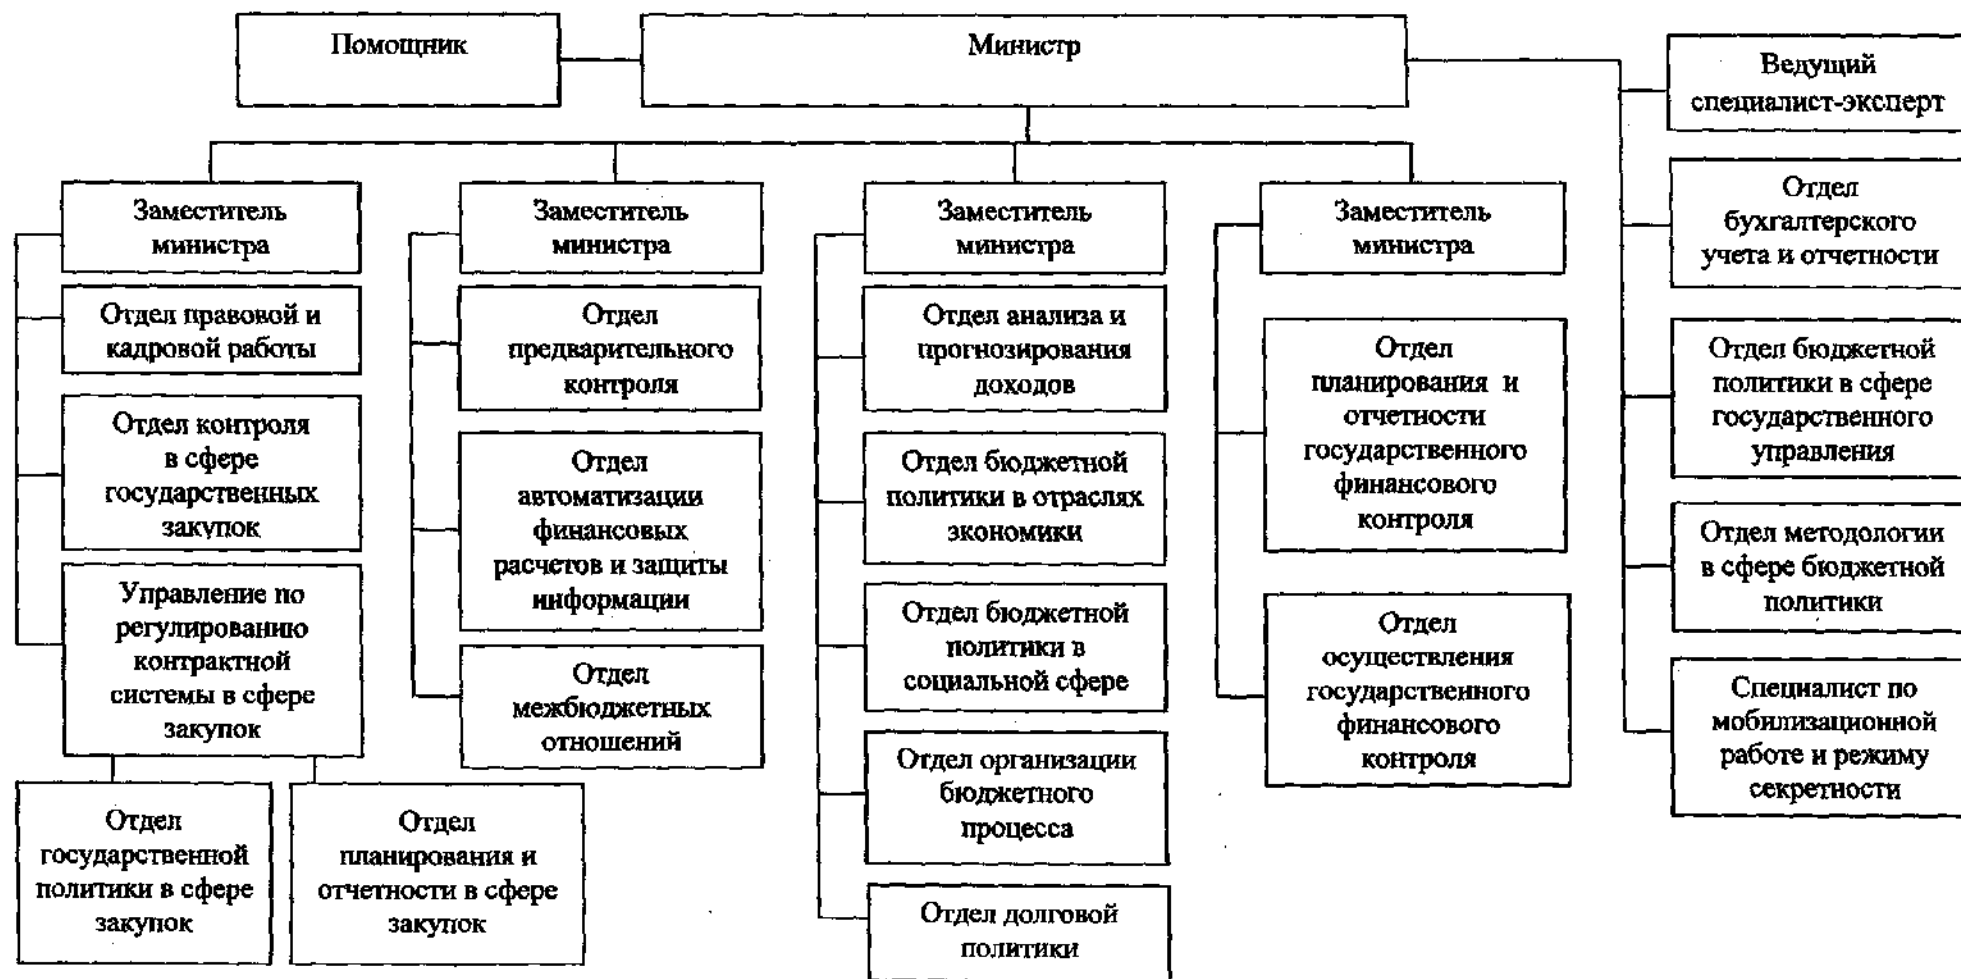 Помощник
Министр
Ведущий
специалист-эксперт
Заместитель
министра
Отдел правовой и
кадровой работы
Отдел контроля
в сфере
государственных
закупок
Управление по
регулированию
контрактной
системы в сфере
закупок
Отдел
государственной
политики в сфере
закупок
Отдел
планирования и
отчетности в сфере
закупок
Заместитель
министра
Отдел
предварительного
контроля
Отдел
автоматизации
финансовых
расчетов и защиты
информации
Отдел
межбюджетных
отношений
Заместитель
министра
Отдел анализа и
прогнозирования
доходов
Отдел бюджетной
политики в отраслях
экономики
Отдел бюджетной
политики в
социальной сфере
Отдел организации
бюджетного
процесса
Отдел долговой
политики
Заместитель
министра
Отдел
планирования и
отчетности
государственного
финансового
контроля
Отдел
осуществления
государственного
финансового
контроля
Отдел
бухгалтерского
учета и отчетности
Отдел бюджетной
политики в сфере
государственного
управления
Отдел методологии
в сфере бюджетной
политики
Специалист по
мобилизационной
работе и режиму
секретности